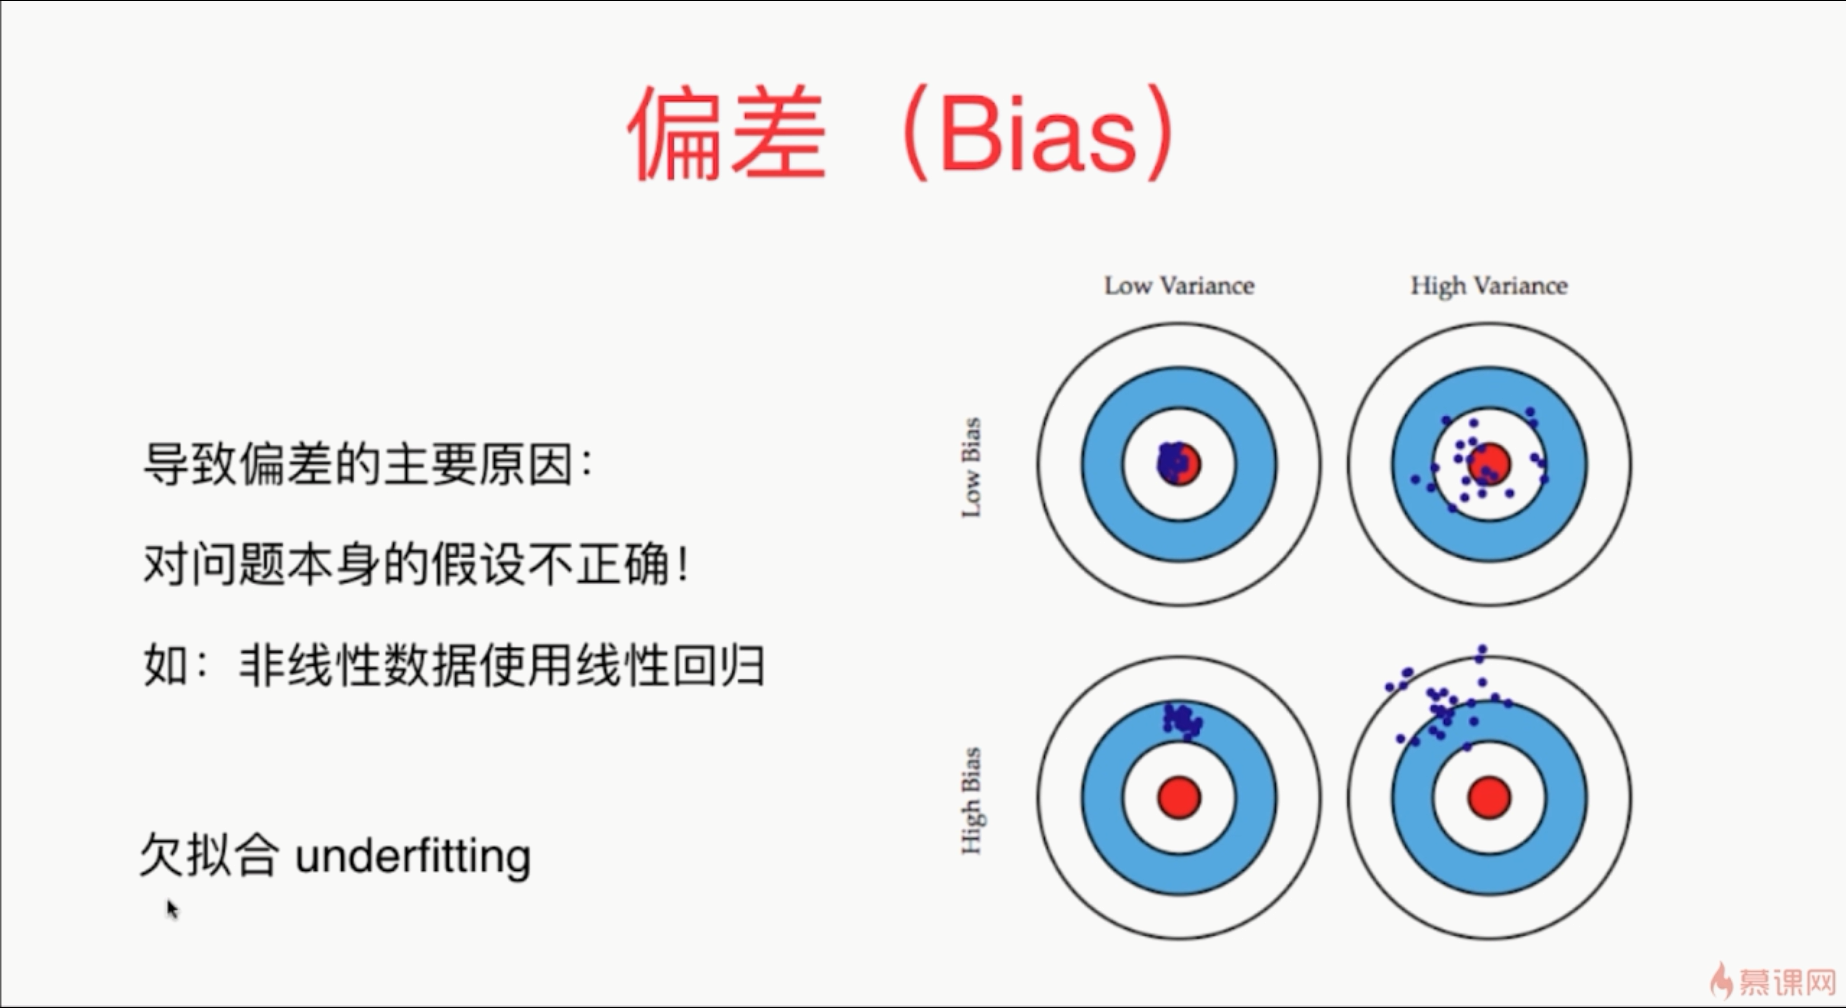 偏差（Bias）
Low Variance
High Variance
Low Bias
High Bias
导致偏差的主要原因：
对问题本身的假设不正确！
如：非线性数据使用线性回归
欠拟合 underfitting
慕课网